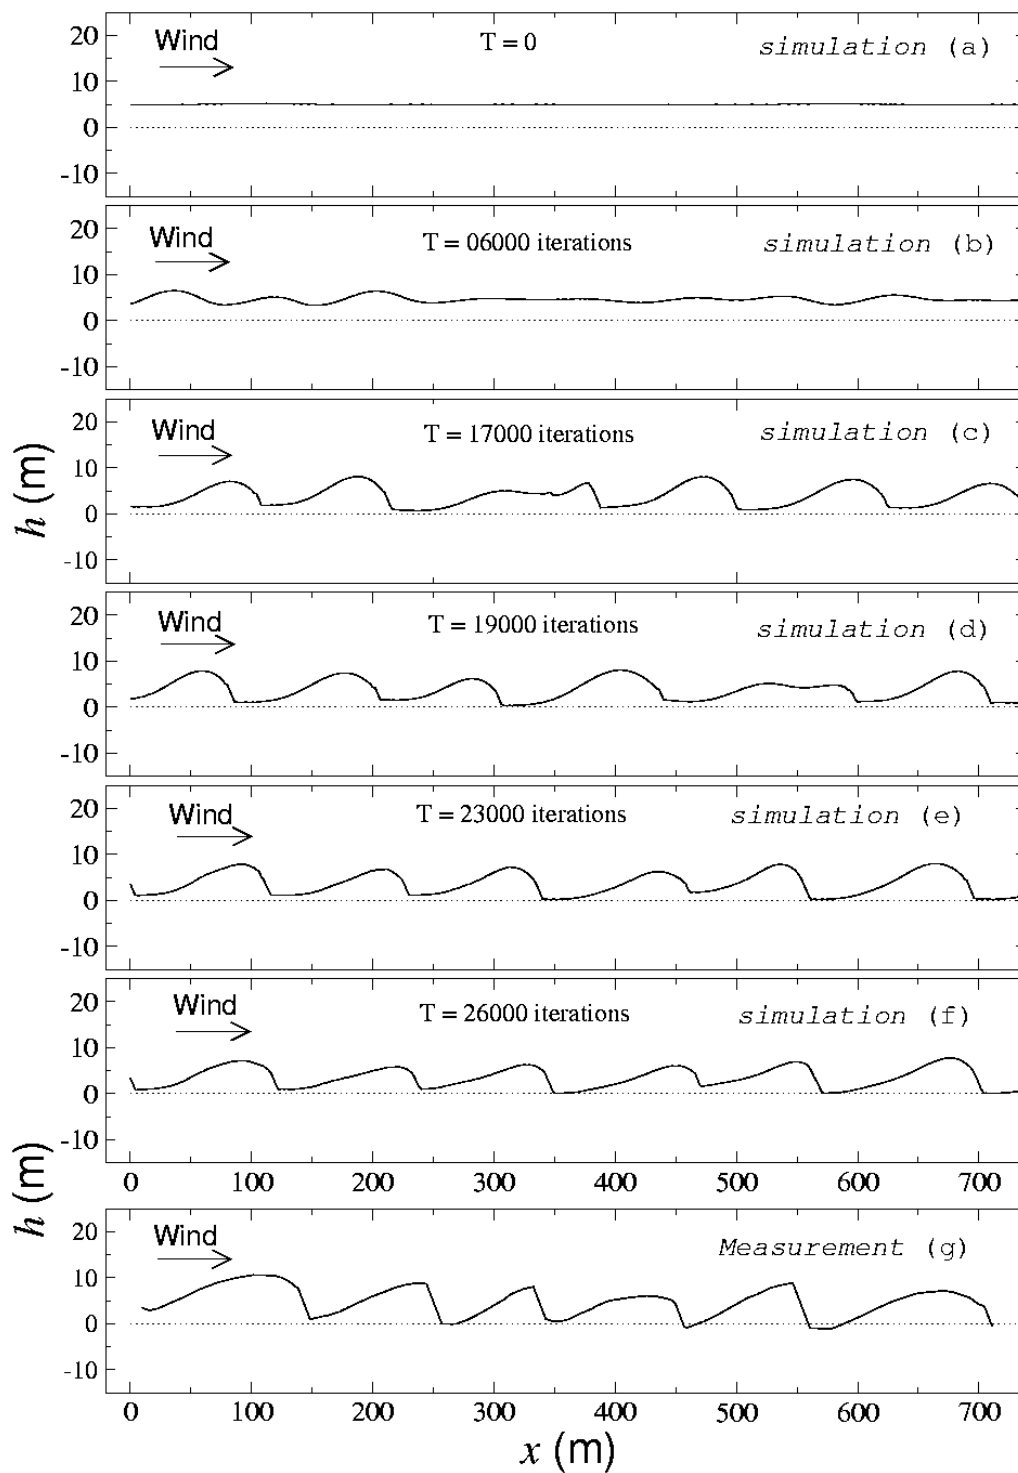 20
Wind
T = 0
simulation (a)
10
0
-10
20
Wind
T = 06000 iterations
simulation (b)
10
0
-10
20
Wind
T = 17000 iterations
simulation (c)
10
0
-10
h (m)
20
Wind
T = 19000 iterations
simulation (d)
10
0
-10
20
Wind
T = 23000 iterations
simulation (e)
10
0
-10
20
Wind
T = 26000 iterations
simulation (f)
10
0
-10
0 100 200 300 400 500 600 700
h (m)
20
Wind
Measurement (g)
10
0
-10
0 100 200 300 400 500 600 700
x (m)